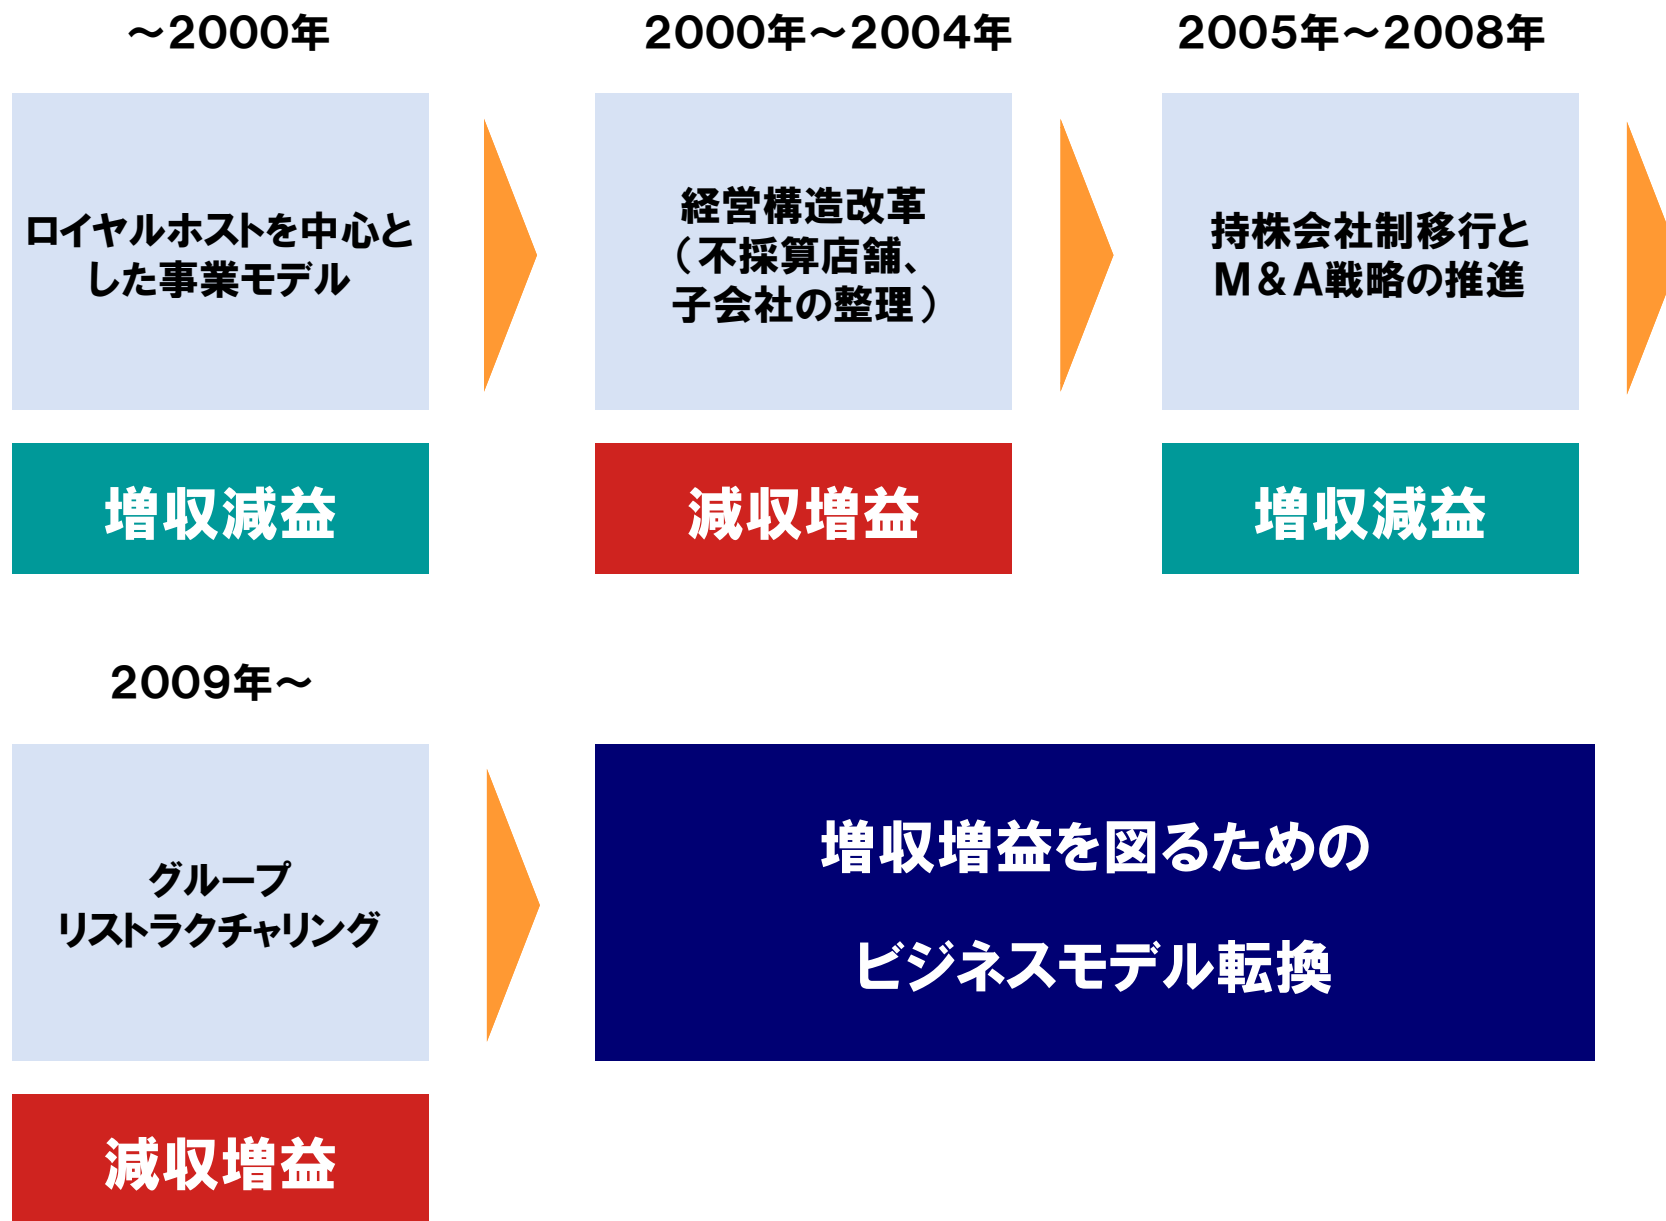 ～2000年
2000年～2004年
2005年～2008年
ロイヤルホストを中心と
した事業モデル
経営構造改革
（不採算店舗、
子会社の整理）
持株会社制移行と
M＆A戦略の推進
増収減益
減収増益
増収減益
2009年～
グループ
リストラクチャリング
増収増益を図るための
ビジネスモデル転換
減収増益